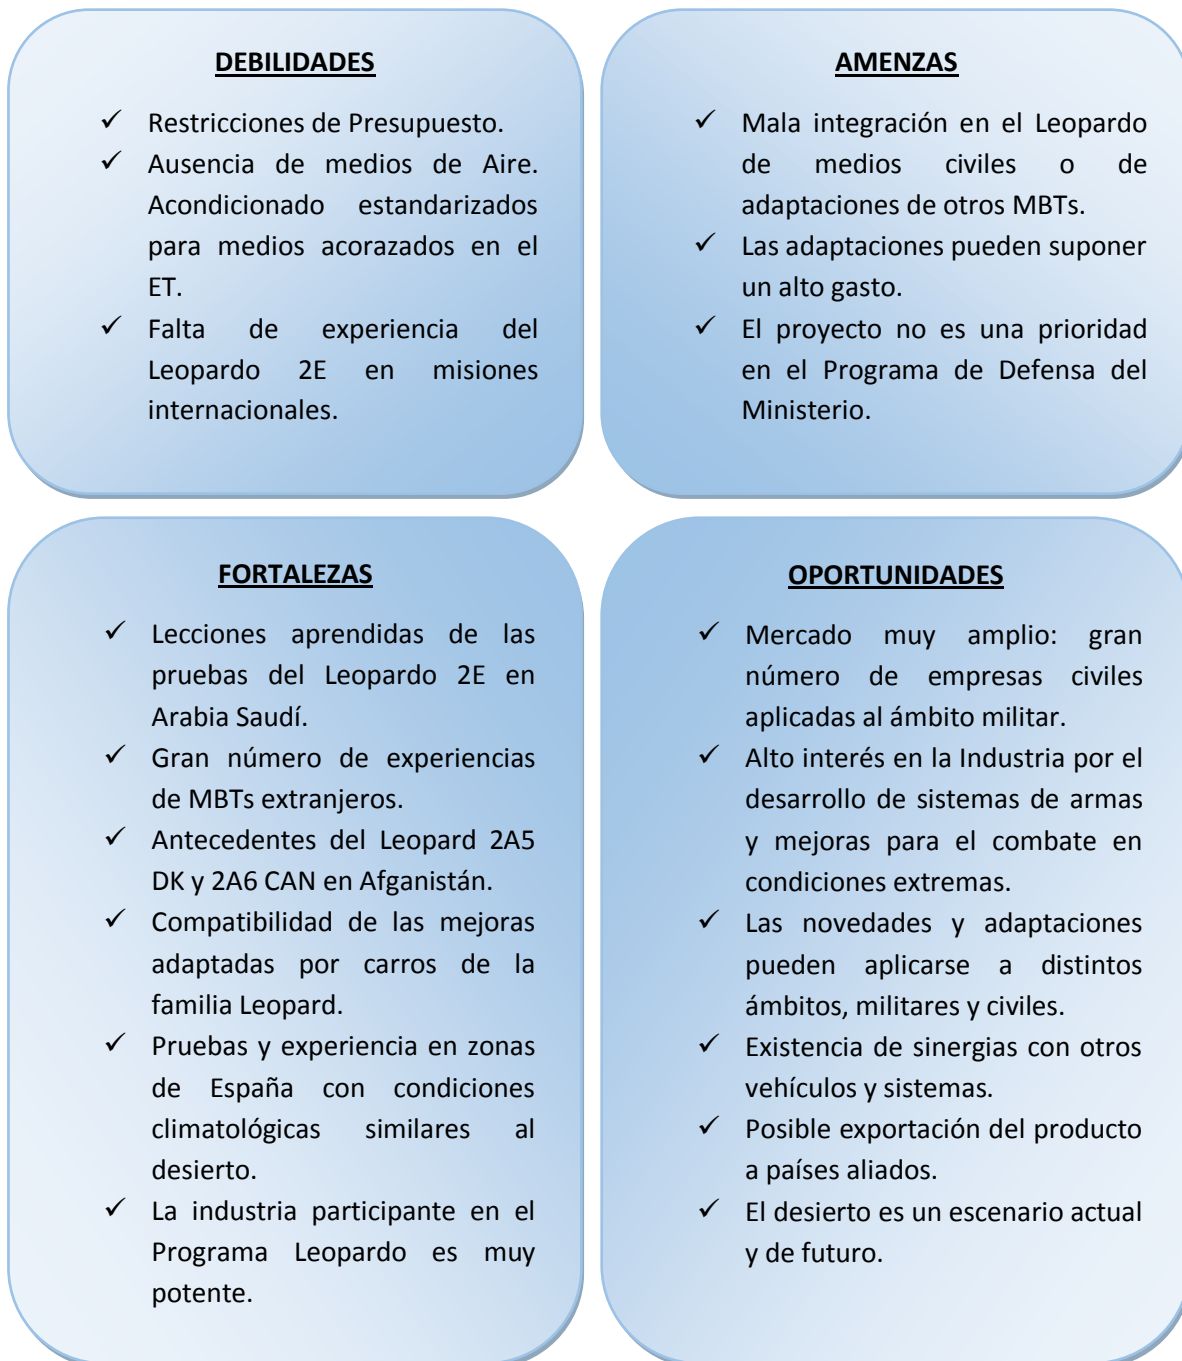 DEBILIDADES
✓ Restricciones de Presupuesto.
✓ Ausencia de medios de Aire.
Acondicionado estandarizados
para medios acorazados en el
ET.
✓ Falta de experiencia del
Leopardo 2E en misiones
internacionales.
AMENZAS
✓ Mala integración en el Leopardo
de medios civiles o de
adaptaciones de otros MBTs.
✓ Las adaptaciones pueden suponer
un alto gasto.
✓ El proyecto no es una prioridad
en el Programa de Defensa del
Ministerio.
FORTALEZAS
✓ Lecciones aprendidas de las
pruebas del Leopardo 2E en
Arabia Saudí.
✓ Gran número de experiencias
de MBTs extranjeros.
✓ Antecedentes del Leopard 2A5
DK y 2A6 CAN en Afganistán.
✓ Compatibilidad de las mejoras
adaptadas por carros de la
familia Leopard.
✓ Pruebas y experiencia en zonas
de España con condiciones
climatológicas similares al
desierto.
✓ La industria participante en el
Programa Leopardo es muy
potente.
OPORTUNIDADES
✓ Mercado muy amplio: gran
número de empresas civiles
aplicadas al ámbito militar.
✓ Alto interés en la Industria por el
desarrollo de sistemas de armas
y mejoras para el combate en
condiciones extremas.
✓ Las novedades y adaptaciones
pueden aplicarse a distintos
ámbitos, militares y civiles.
✓ Existencia de sinergias con otros
vehículos y sistemas.
✓ Posible exportación del producto
a países aliados.
✓ El desierto es un escenario actual
y de futuro.